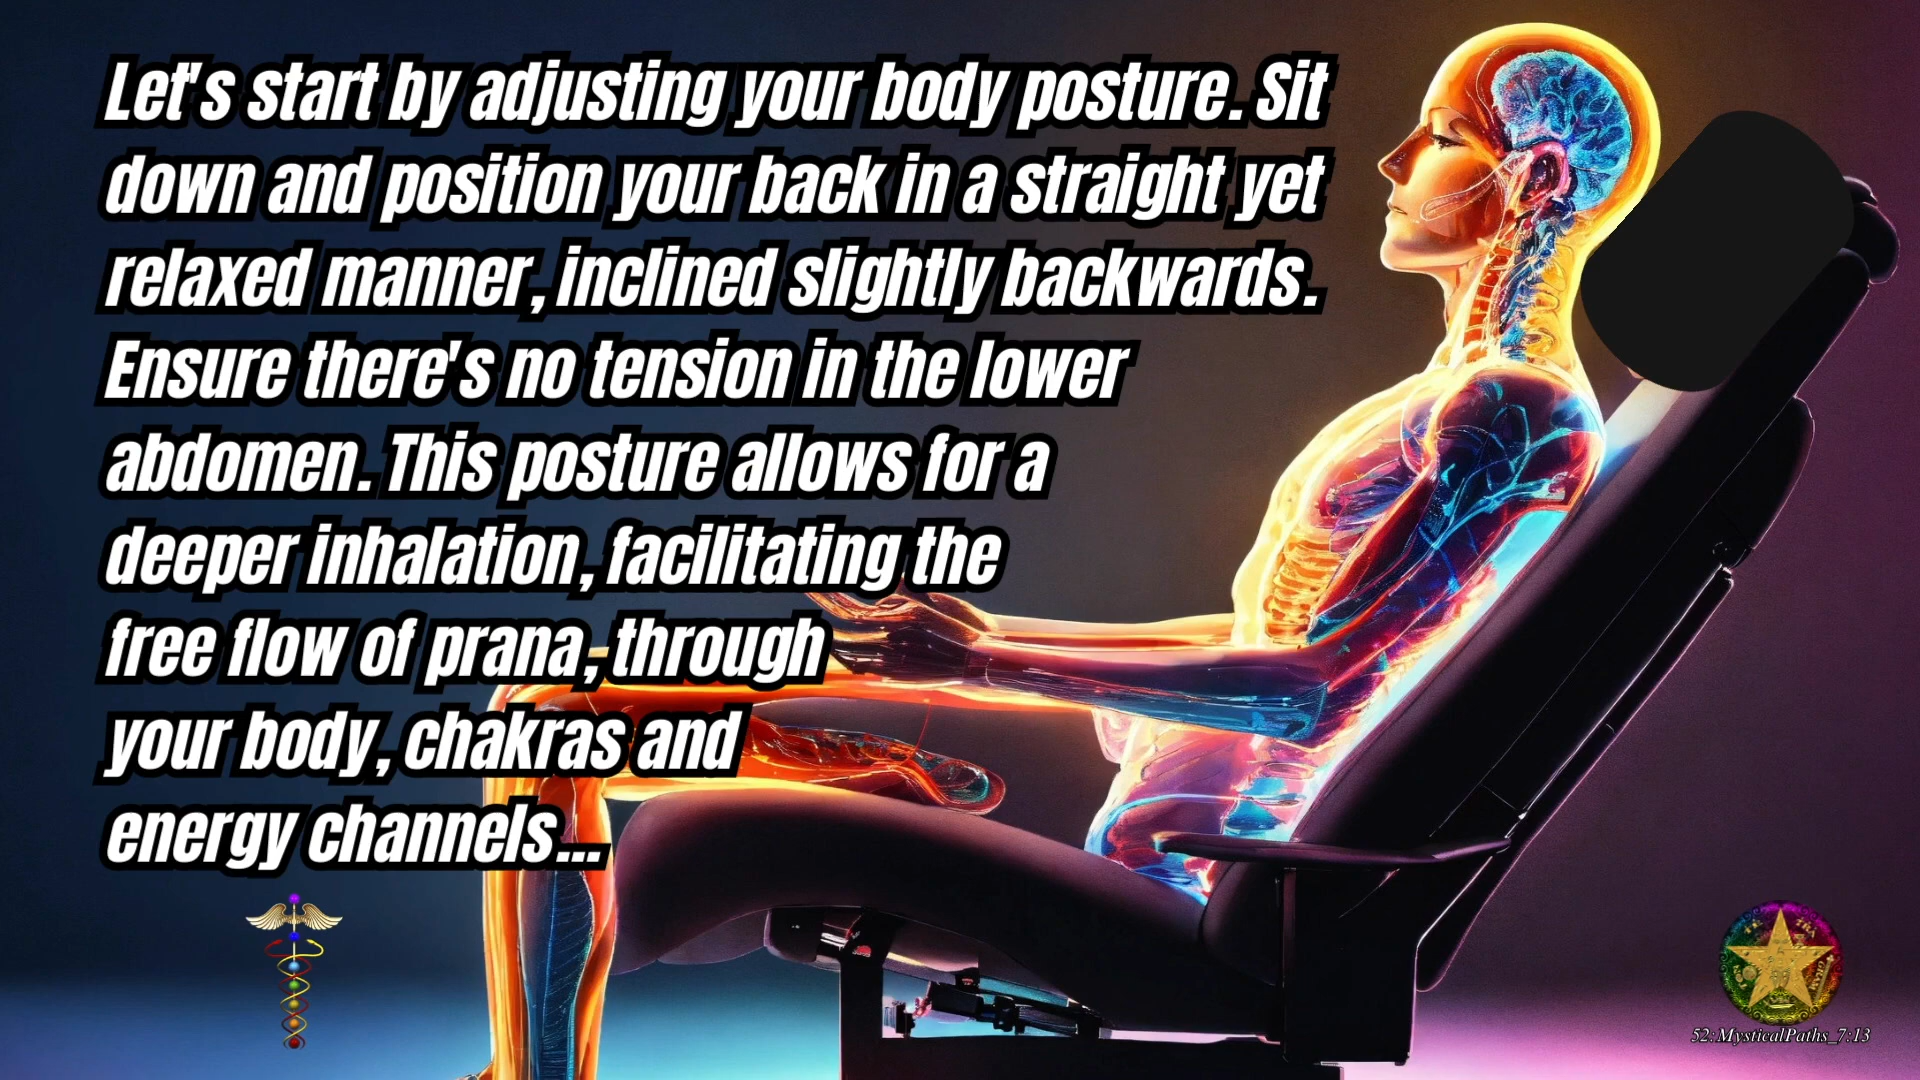 Let's start by adjusting your body posture. Sit
down and position your back in a straight yet
relaxed manner, inclined slightly backwards.
Ensure there's no tension in the lower
abdomen. This posture allows for a
deeper inhalation, facilitating the
free flow of prana, through
your body, chakras and
energy channels...
52:MysticalPaths_7:13